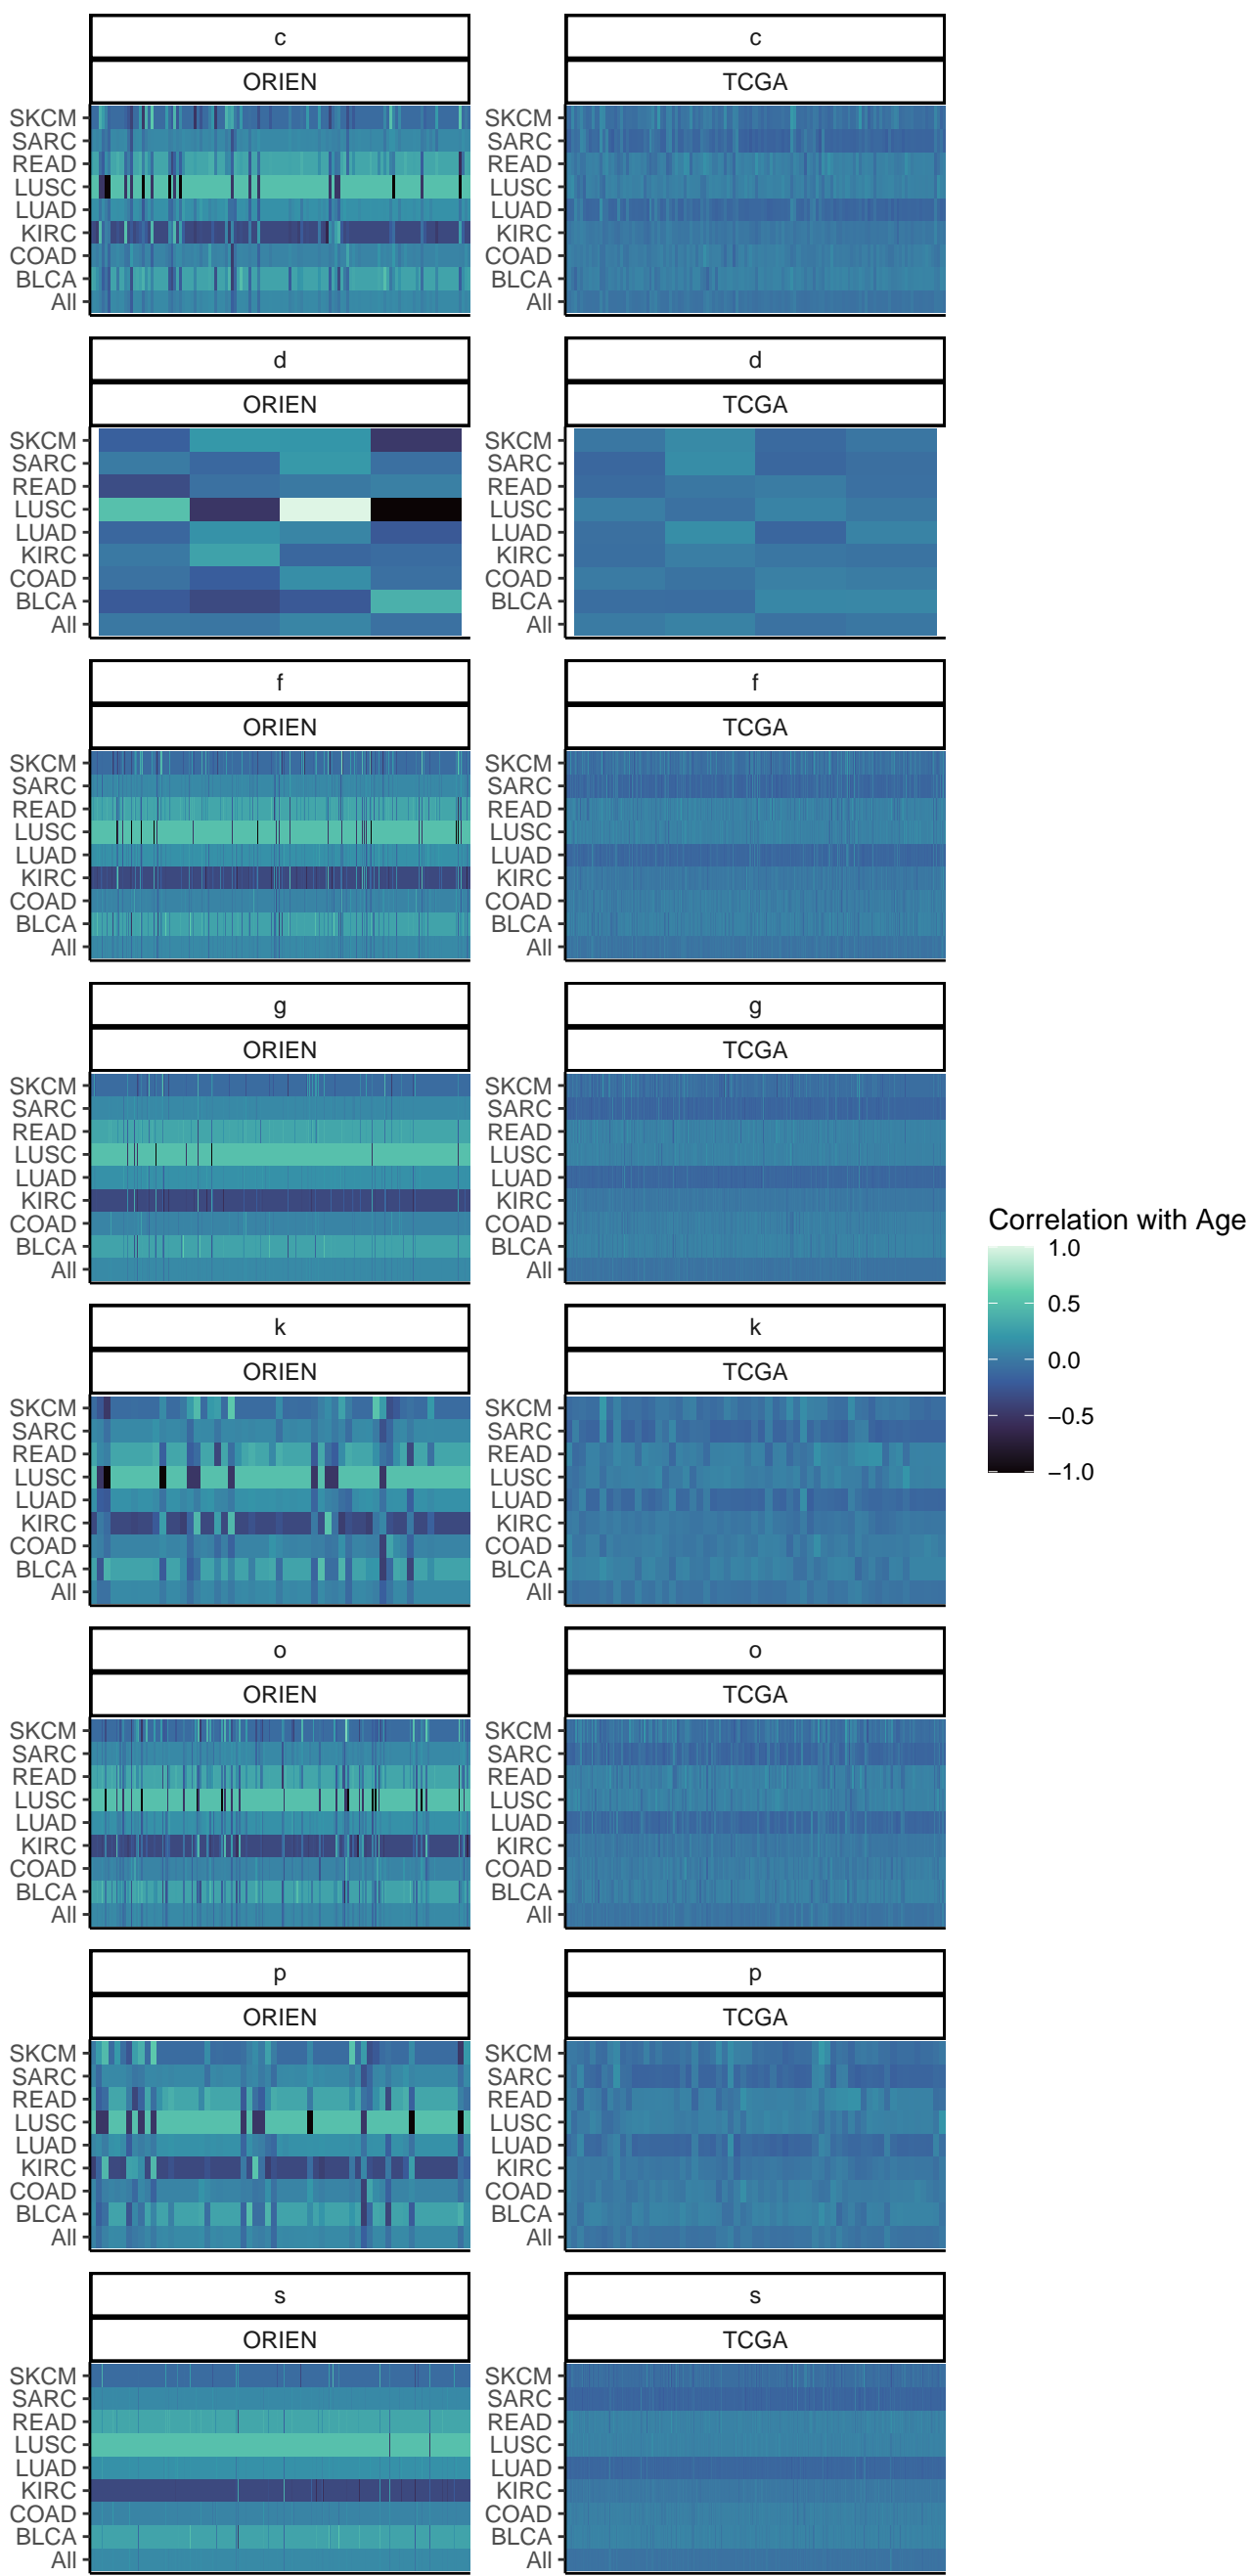 c
c
ORIEN
TCGA
SKCM
SARC
READ
LUSC
LUAD
KIRC
COAD
BLCA
All
SKCM
SARC
READ
LUSC
LUAD
KIRC
COAD
BLCA
All
d
d
ORIEN
TCGA
SKCM
SARC
READ
LUSC
LUAD
KIRC
COAD
BLCA
All
SKCM
SARC
READ
LUSC
LUAD
KIRC
COAD
BLCA
All
f
f
ORIEN
TCGA
SKCM
SARC
READ
LUSC
LUAD
KIRC
COAD
BLCA
All
SKCM
SARC
READ
LUSC
LUAD
KIRC
COAD
BLCA
All
g
g
ORIEN
TCGA
SKCM
SARC
READ
LUSC
LUAD
KIRC
COAD
BLCA
All
SKCM
SARC
READ
LUSC
LUAD
KIRC
COAD
BLCA
All
k
k
ORIEN
TCGA
SKCM
SARC
READ
LUSC
LUAD
KIRC
COAD
BLCA
All
SKCM
SARC
READ
LUSC
LUAD
KIRC
COAD
BLCA
All
o
o
ORIEN
TCGA
SKCM
SARC
READ
LUSC
LUAD
KIRC
COAD
BLCA
All
SKCM
SARC
READ
LUSC
LUAD
KIRC
COAD
BLCA
All
p
p
ORIEN
TCGA
SKCM
SARC
READ
LUSC
LUAD
KIRC
COAD
BLCA
All
SKCM
SARC
READ
LUSC
LUAD
KIRC
COAD
BLCA
All
s
s
ORIEN
TCGA
SKCM
SARC
READ
LUSC
LUAD
KIRC
COAD
BLCA
All
SKCM
SARC
READ
LUSC
LUAD
KIRC
COAD
BLCA
All
Correlation with Age
1.0
0.5
0.0
−0.5
−1.0